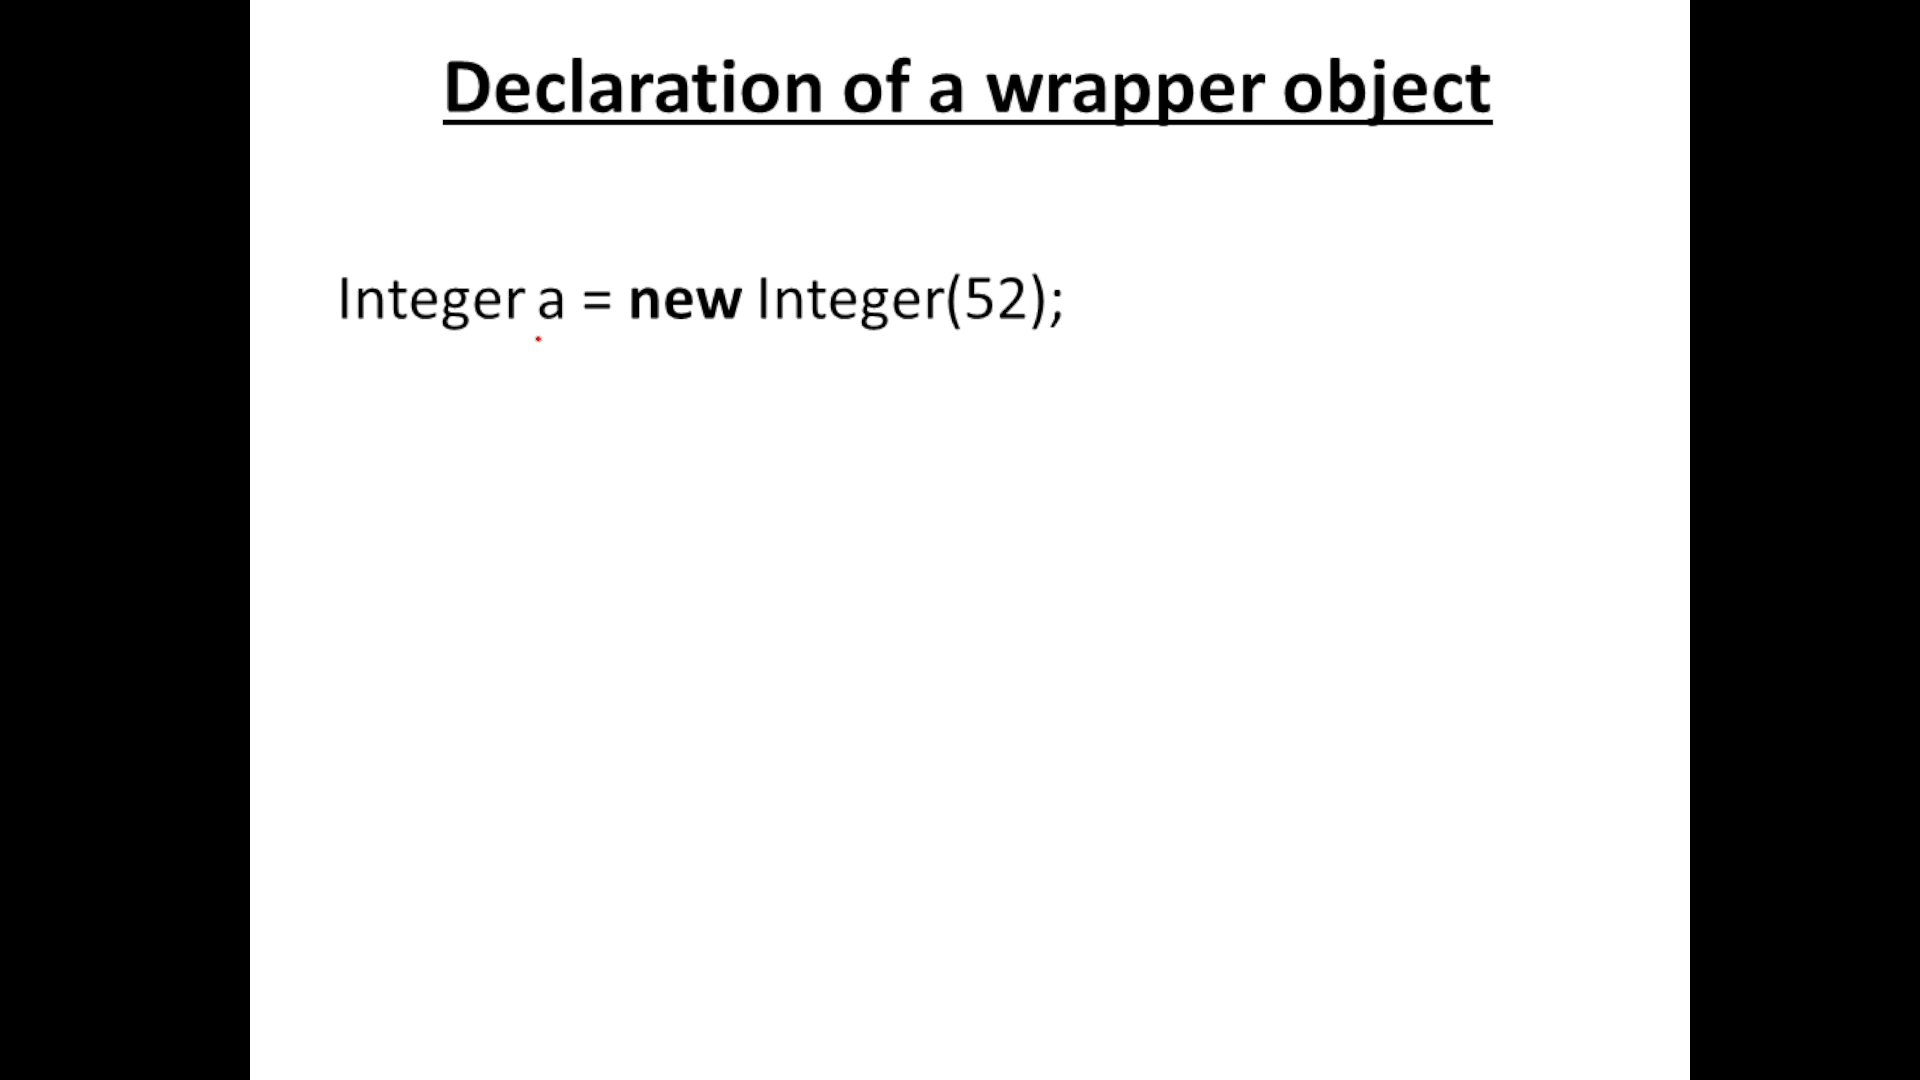 Declaration of a wrapper object
Integer a = new Integer(52);